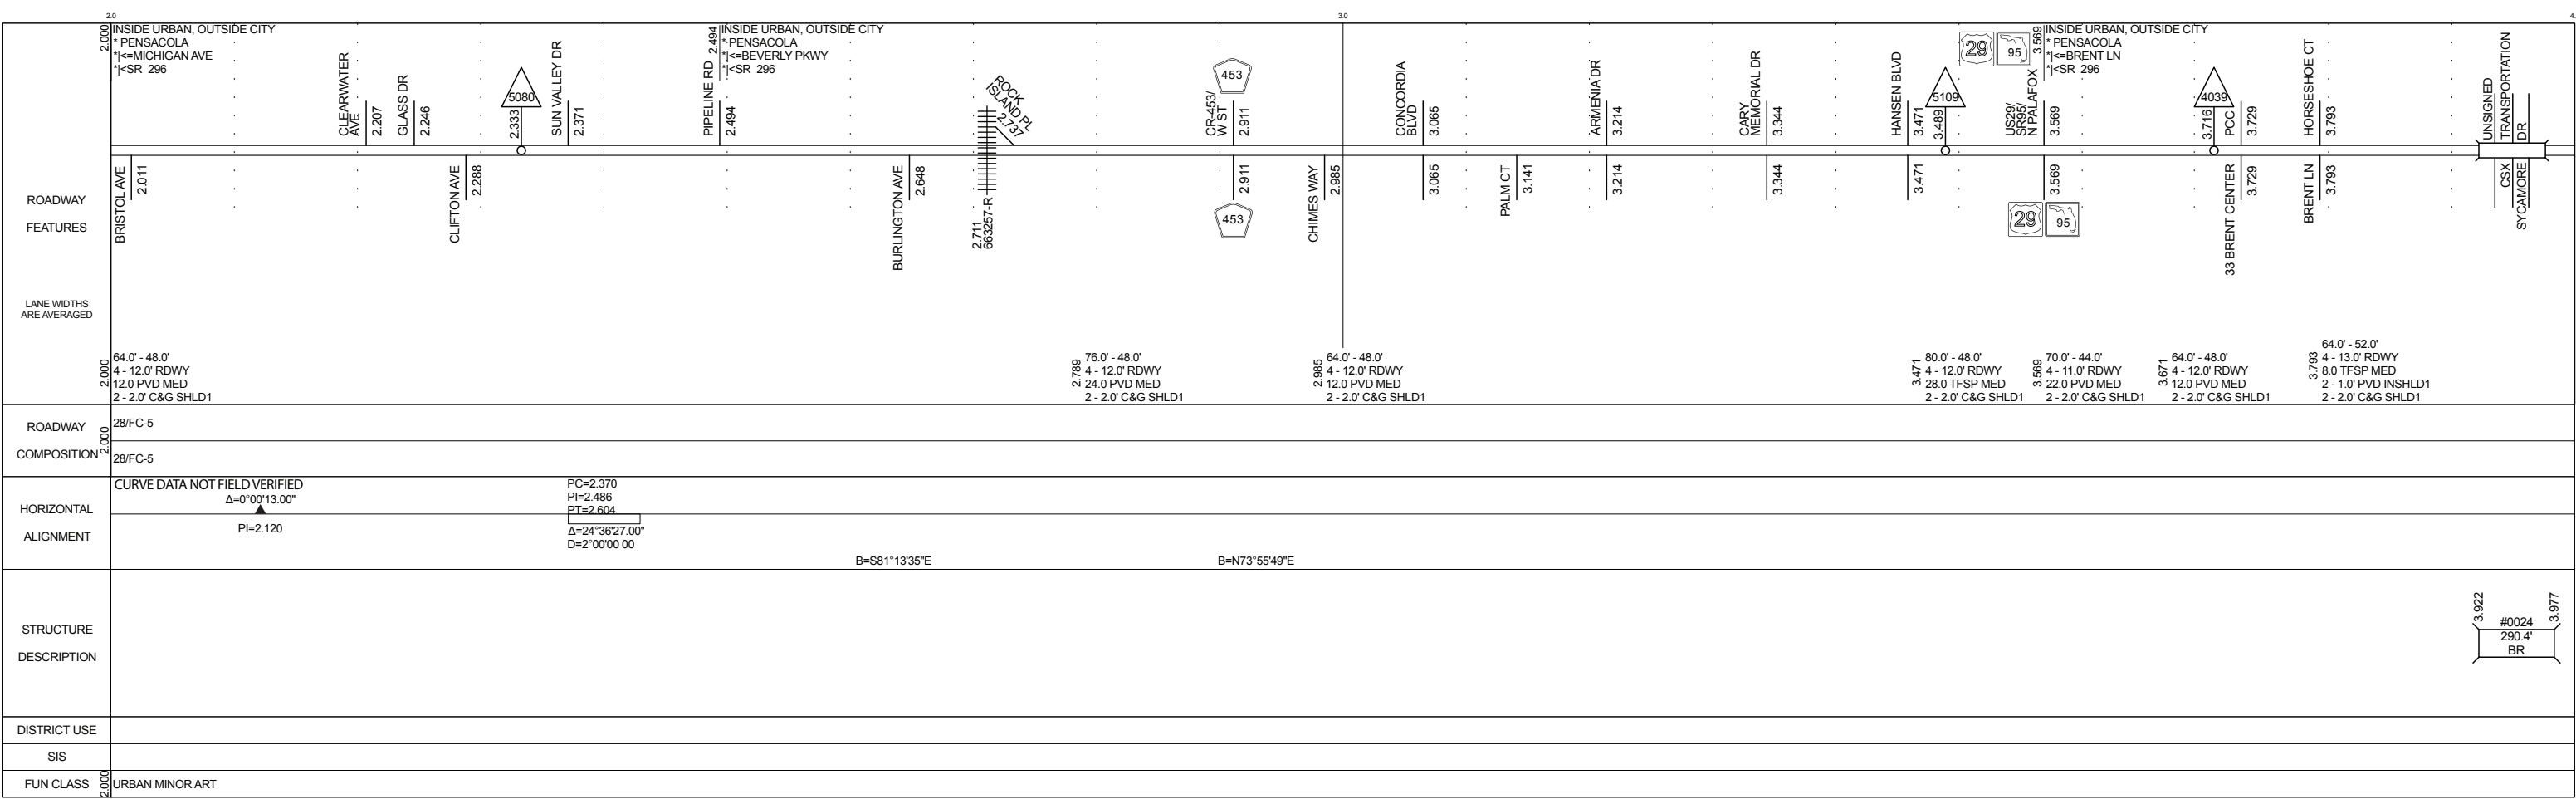 2.0
3.0
4.
ROADWAY
FEATURES
LANE WIDTHS
ARE AVERAGED
2.000
INSIDE URBAN, OUTSIDE CITY
* PENSACOLA
*|<=MICHIGAN AVE
*|<SR 296
CLEARWATER
AVE
2.207
GLASS DR
2.246
5080
2.333
SUN VALLEY DR
2.371
PIPELINE RD
2.494
2.494
INSIDE URBAN, OUTSIDE CITY
* PENSACOLA
*|<=BEVERLY PKWY
*|<SR 296
ROCK
ISLAND PL
2.737
453
CR-453/
W ST
2.911
CONCORDIA
BLVD
3.065
ARMENIA DR
3.214
CARY
MEMORIAL DR
3.344
HANSEN BLVD
3.471
5109
3.489
29
95
US29/
SR95/
N PALAFOX
3.569
3.569
INSIDE URBAN, OUTSIDE CITY
* PENSACOLA
*|<=BRENT LN
*|<SR 296
4039
3.716
PCC
3.729
HORSESHOE CT
3.793
UNSIGNED
TRANSPORTATION
DR
BRISTOL AVE
2.011
CLIFTON AVE
2.288
BURLINGTON AVE
2.648
2.711
663257-R
2.911
453
CHIMES WAY
2.985
3.065
PALM CT
3.141
3.214
3.344
3.471
3.569
29
95
33 BRENT CENTER
3.729
BRENT LN
3.793
CSX
SYCAMORE
2.000
64.0' - 48.0'
4 - 12.0' RDWY
12.0 PVD MED
2 - 2.0' C&G SHLD1
2.789
76.0' - 48.0'
4 - 12.0' RDWY
24.0 PVD MED
2 - 2.0' C&G SHLD1
2.985
64.0' - 48.0'
4 - 12.0' RDWY
12.0 PVD MED
2 - 2.0' C&G SHLD1
3.471
80.0' - 48.0'
4 - 12.0' RDWY
28.0 TFSP MED
2 - 2.0' C&G SHLD1
3.569
70.0' - 44.0'
4 - 11.0' RDWY
22.0 PVD MED
2 - 2.0' C&G SHLD1
3.671
64.0' - 48.0'
4 - 12.0' RDWY
12.0 PVD MED
2 - 2.0' C&G SHLD1
3.793
64.0' - 52.0'
4 - 13.0' RDWY
8.0 TFSP MED
2 - 1.0' PVD INSHLD1
2 - 2.0' C&G SHLD1
ROADWAY
COMPOSITION
2.000
28/FC-5
28/FC-5
HORIZONTAL
ALIGNMENT
CURVE DATA NOT FIELD VERIFIED
Δ=0°00'13.00"
PI=2.120
PC=2.370
PI=2.486
PT=2.604
Δ=24°36'27.00"
D=2°00'00 00
B=S81°13'35"E
B=N73°55'49"E
STRUCTURE
DESCRIPTION
3.922
3.977
#0024
290.4'
BR
DISTRICT USE
SIS
FUN CLASS
2.000
URBAN MINOR ART